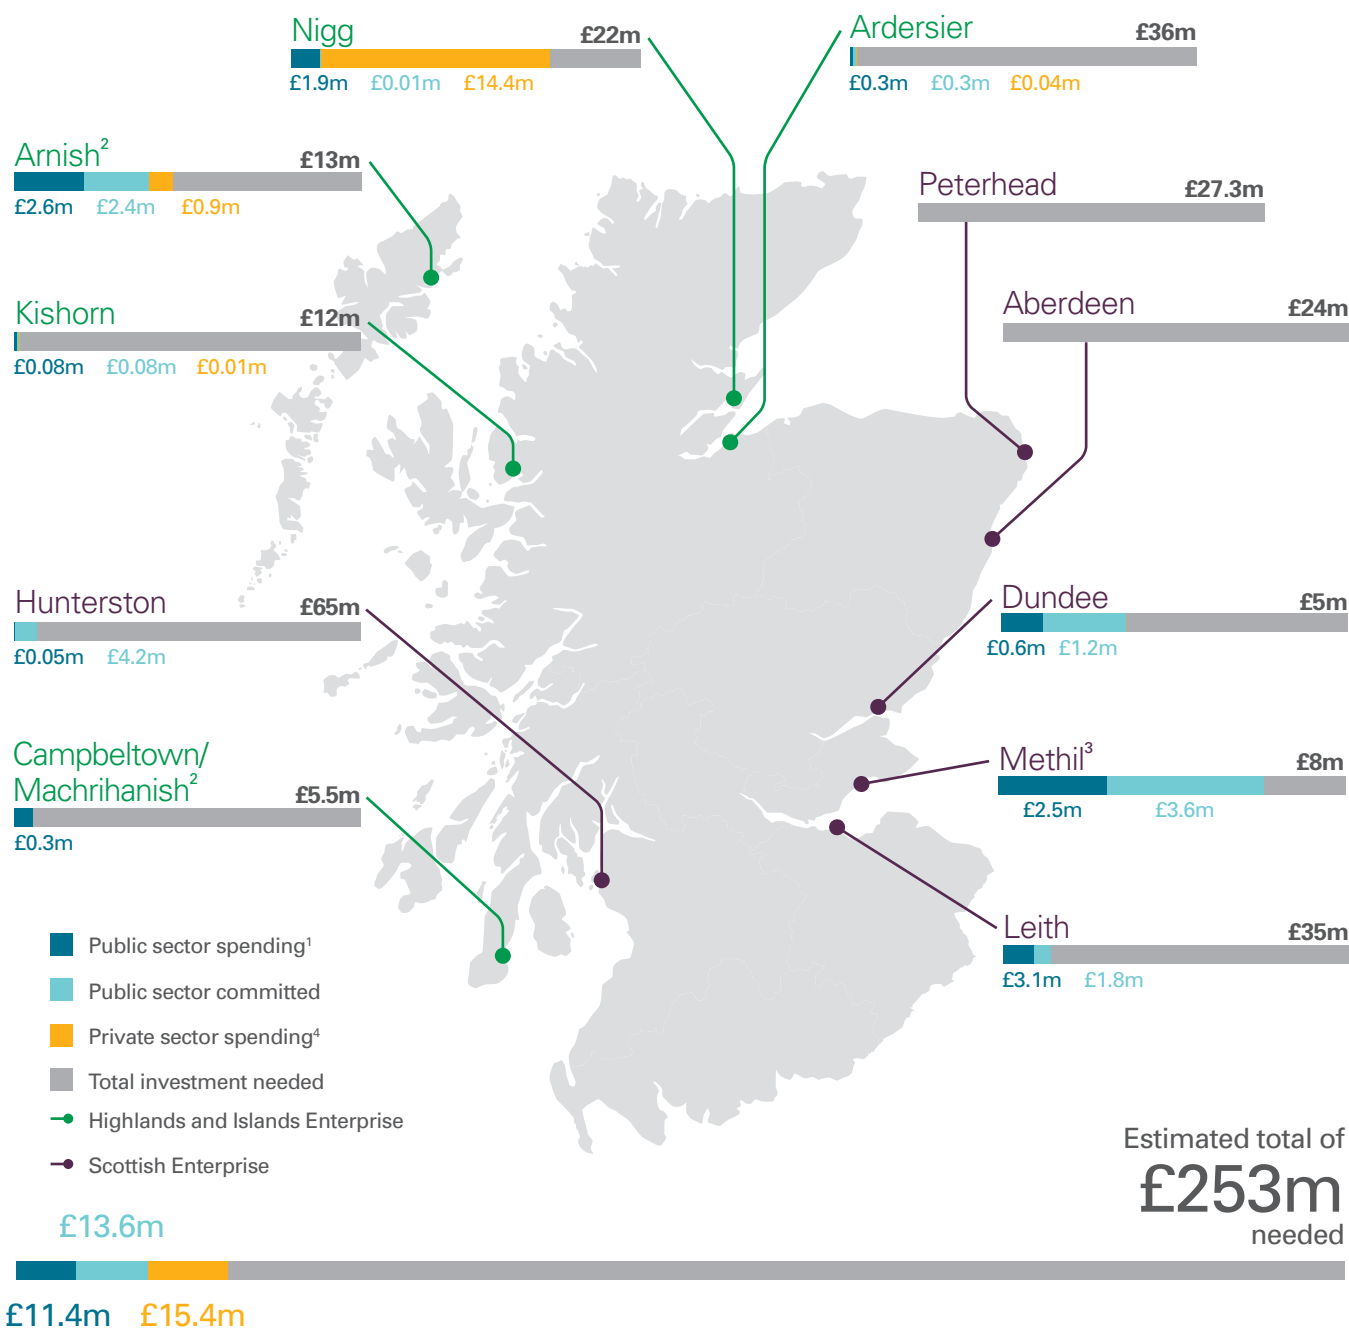 Nigg
£22m
£1.9m £0.01m £14.4m
Ardersier
£36m
£0.3m £0.3m £0.04m
Arnish²
£13m
£2.6m £2.4m £0.9m
Peterhead
£27.3m
Kishorn
£12m
£0.08m £0.08m £0.01m
Aberdeen
£24m
Hunterston
£65m
£0.05m £4.2m
Dundee
£5m
£0.6m £1.2m
Campbeltown/
Machrihanish²
£5.5m
£0.3m
Methil³
£8m
£2.5m £3.6m
Leith
£35m
£3.1m £1.8m
Public sector spending¹
Public sector committed
Private sector spending⁴
Total investment needed
Highlands and Islands Enterprise
Scottish Enterprise
Estimated total of
£253m
needed
£13.6m
£11.4m £15.4m